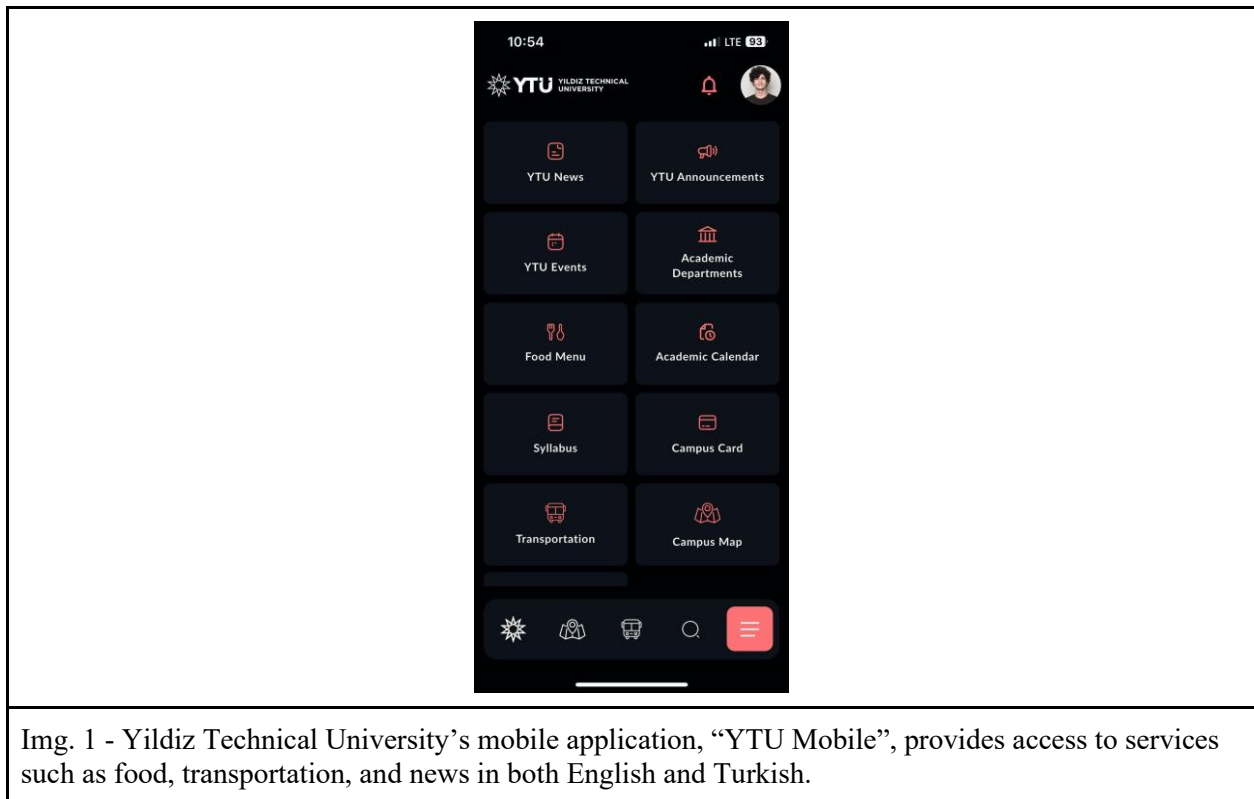 10:54
LTE 93
YTÜ YILDIZ TECHNICAL
UNIVERSITY
YTU News
YTU Announcements
YTU Events
Academic
Departments
Food Menu
Academic Calendar
Syllabus
Campus Card
Transportation
Campus Map
Img. 1 - Yildiz Technical University’s mobile application, “YTU Mobile”, provides access to services
such as food, transportation, and news in both English and Turkish.